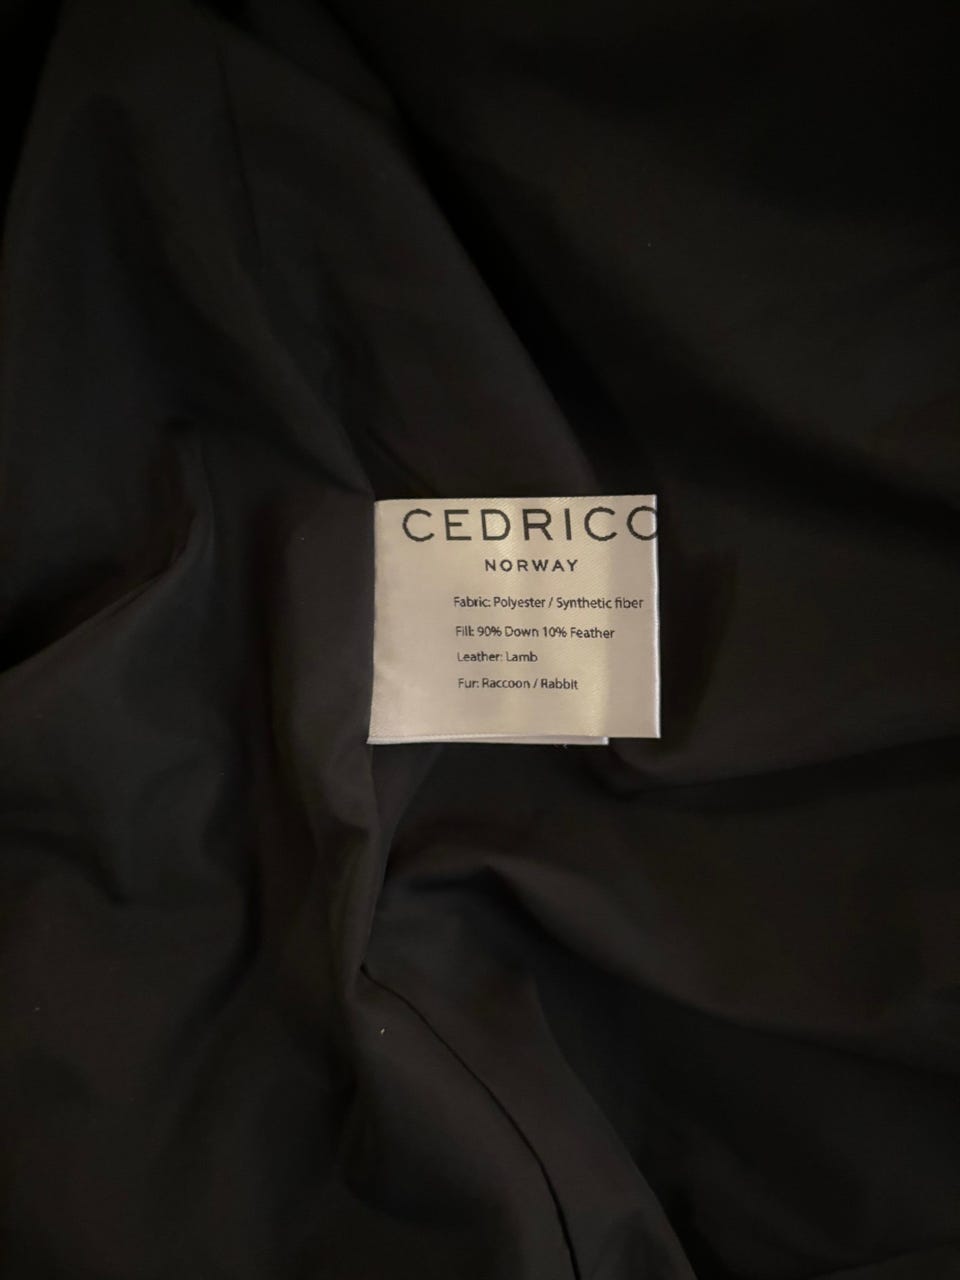 CEDRICO
NORWAY
Fabric: Polyester / Synthetic fiber
Fill: 90% Down 10% Feather
Leather: Lamb
Fur: Raccoon / Rabbit